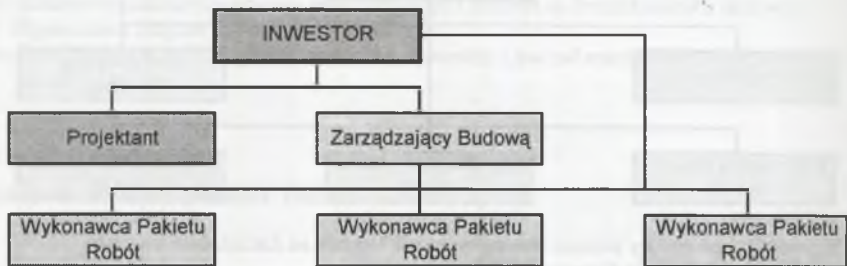 INWESTOR
Projektant
Zarządzający Budową
Wykonawca Pakietu
Robót
Wykonawca Pakietu
Robót
Wykonawca Pakietu
Robót